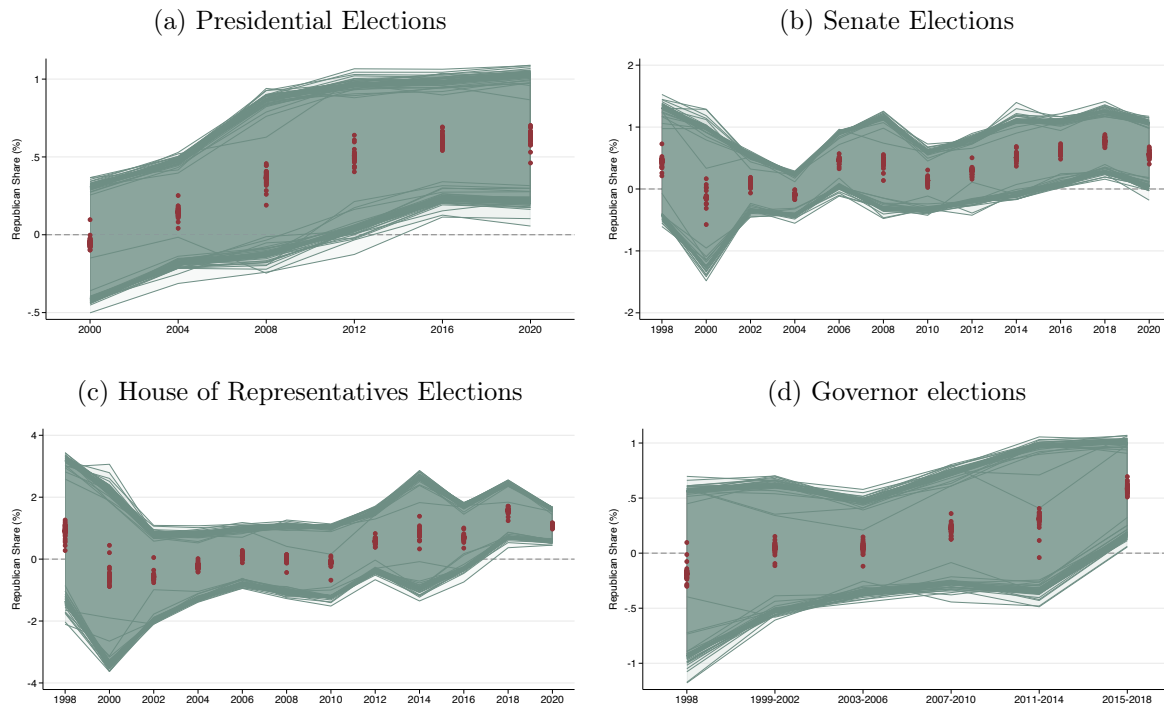 (a) Presidential Elections
Republican Share (%)
1
.5
0
-.5
2000 2004 2008 2012 2016 2020
(b) Senate Elections
Republican Share (%)
2
1
0
-1
-2
1998 2000 2002 2004 2006 2008 2010 2012 2014 2016 2018 2020
(c) House of Representatives Elections
Republican Share (%)
4
2
0
-2
-4
1998 2000 2002 2004 2006 2008 2010 2012 2014 2016 2018 2020
(d) Governor elections
Republican Share (%)
1
.5
0
-.5
-1
1998 1999-2002 2003-2006 2007-2010 2011-2014 2015-2018